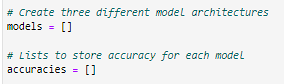 # Create three different model architectures
models = []
# Lists to store accuracy for each model
accuracies = []